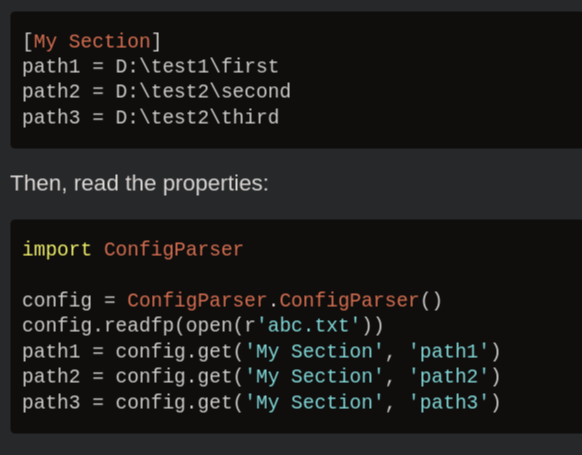 [My Section]
path1 = D:\test1\first
path2 = D:\test2\second
path3 = D:\test2\third
Then, read the properties:
import ConfigParser
config = ConfigParser.ConfigParser()
config.readfp(open(r'abc.txt'))
path1 = config.get('My Section', 'path1')
path2 = config.get('My Section', 'path2')
path3 = config.get('My Section', 'path3')